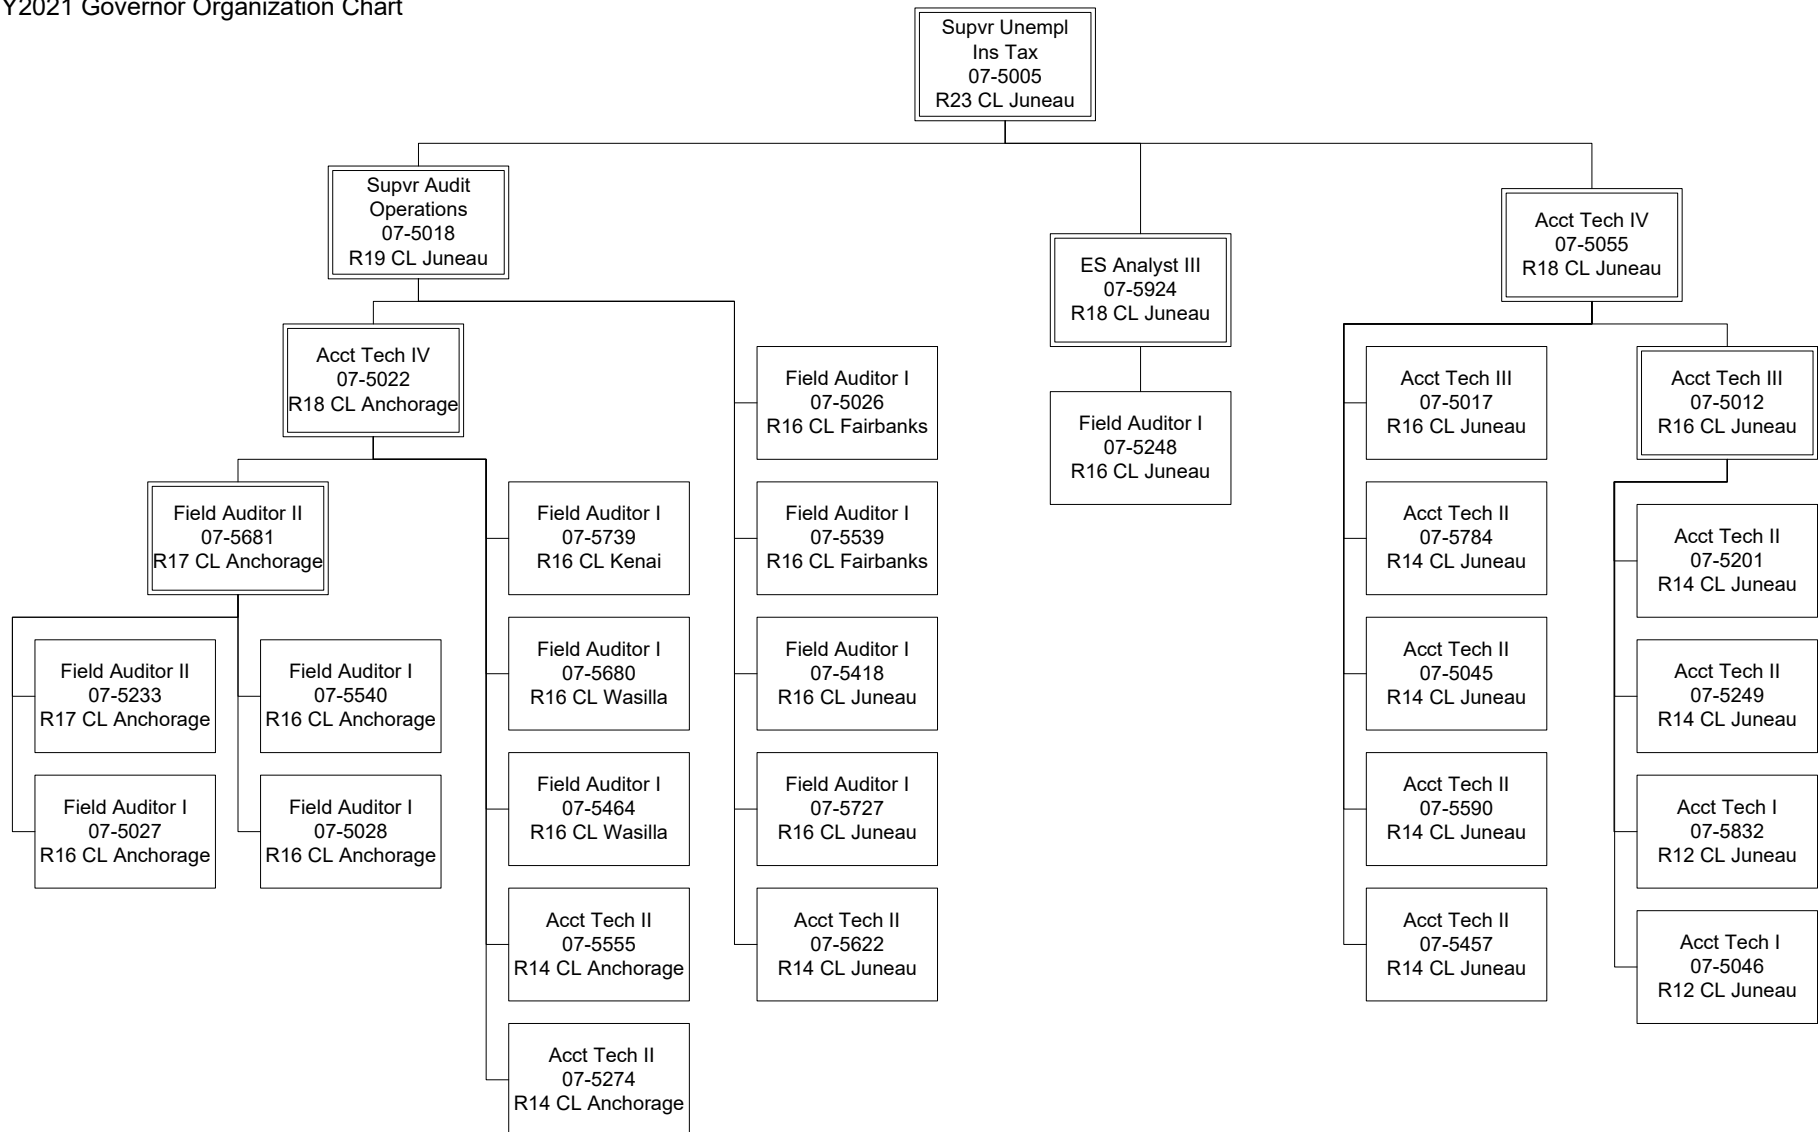 Y2021 Governor Organization Chart
Supvr Unempl
Ins Tax
07-5005
R23 CL Juneau
Supvr Audit
Operations
07-5018
R19 CL Juneau
Acct Tech IV
07-5022
R18 CL Anchorage
Field Auditor II
07-5681
R17 CL Anchorage
Field Auditor II
07-5233
R17 CL Anchorage
Field Auditor I
07-5027
R16 CL Anchorage
Field Auditor I
07-5540
R16 CL Anchorage
Field Auditor I
07-5028
R16 CL Anchorage
Field Auditor I
07-5739
R16 CL Kenai
Field Auditor I
07-5680
R16 CL Wasilla
Field Auditor I
07-5464
R16 CL Wasilla
Acct Tech II
07-5555
R14 CL Anchorage
Acct Tech II
07-5274
R14 CL Anchorage
Field Auditor I
07-5026
R16 CL Fairbanks
Field Auditor I
07-5539
R16 CL Fairbanks
Field Auditor I
07-5418
R16 CL Juneau
Field Auditor I
07-5727
R16 CL Juneau
Acct Tech II
07-5622
R14 CL Juneau
ES Analyst III
07-5924
R18 CL Juneau
Field Auditor I
07-5248
R16 CL Juneau
Acct Tech IV
07-5055
R18 CL Juneau
Acct Tech III
07-5017
R16 CL Juneau
Acct Tech II
07-5784
R14 CL Juneau
Acct Tech II
07-5045
R14 CL Juneau
Acct Tech II
07-5590
R14 CL Juneau
Acct Tech II
07-5457
R14 CL Juneau
Acct Tech III
07-5012
R16 CL Juneau
Acct Tech II
07-5201
R14 CL Juneau
Acct Tech II
07-5249
R14 CL Juneau
Acct Tech I
07-5832
R12 CL Juneau
Acct Tech I
07-5046
R12 CL Juneau